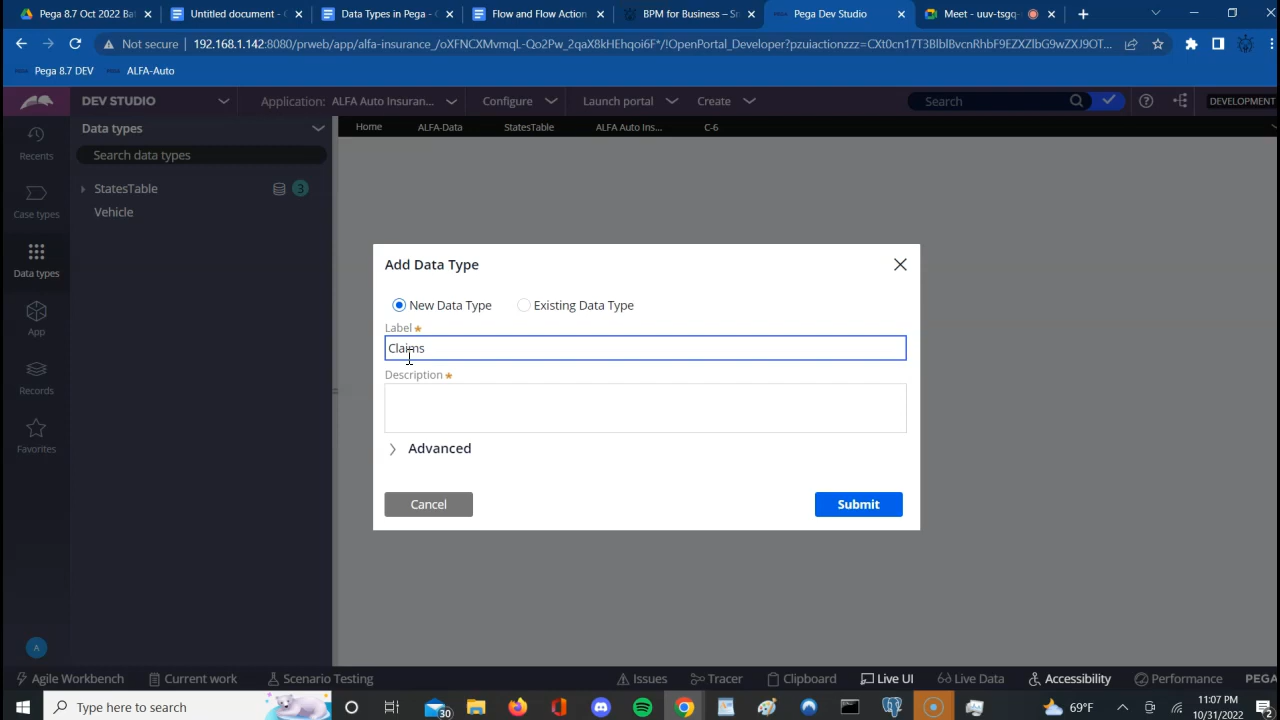 Pega 8.7 Oct 2022 Bat
Untitled document - G
Data Types in Pega - G
Flow and Flow Action
BPM for Business – Sm
Pega Dev Studio
Meet - uuv-tsgq-
Not secure
192.168.1.142:8080/prweb/app/alfa-insurance_/oXFNCXMvmqL-Qo2Pw_2qaX8kHEhqoi6F*/!OpenPortal_Developer?pzuiactionzzz=CXt0cn17T3BlblBvcnRhbF9EZXZlbG9wZXJ9OT...
Pega 8.7 DEV
ALFA-Auto
DEV STUDIO
Application: ALFA Auto Insuran...
Configure
Launch portal
Create
Search
DEVELOPMENT
Data types
Home
ALFA-Data
StatesTable
ALFA Auto Ins...
C-6
Search data types
Recents
Case types
Data types
App
Records
Favorites
StatesTable
3
Vehicle
Add Data Type
New Data Type
Existing Data Type
Label
Claims
Description
Advanced
Cancel
Submit
A
Agile Workbench
Current work
Scenario Testing
Issues
Tracer
Clipboard
Live UI
Live Data
Accessibility
Performance
PEGA
Type here to search
30
69°F
11:07 PM
10/31/2022
2